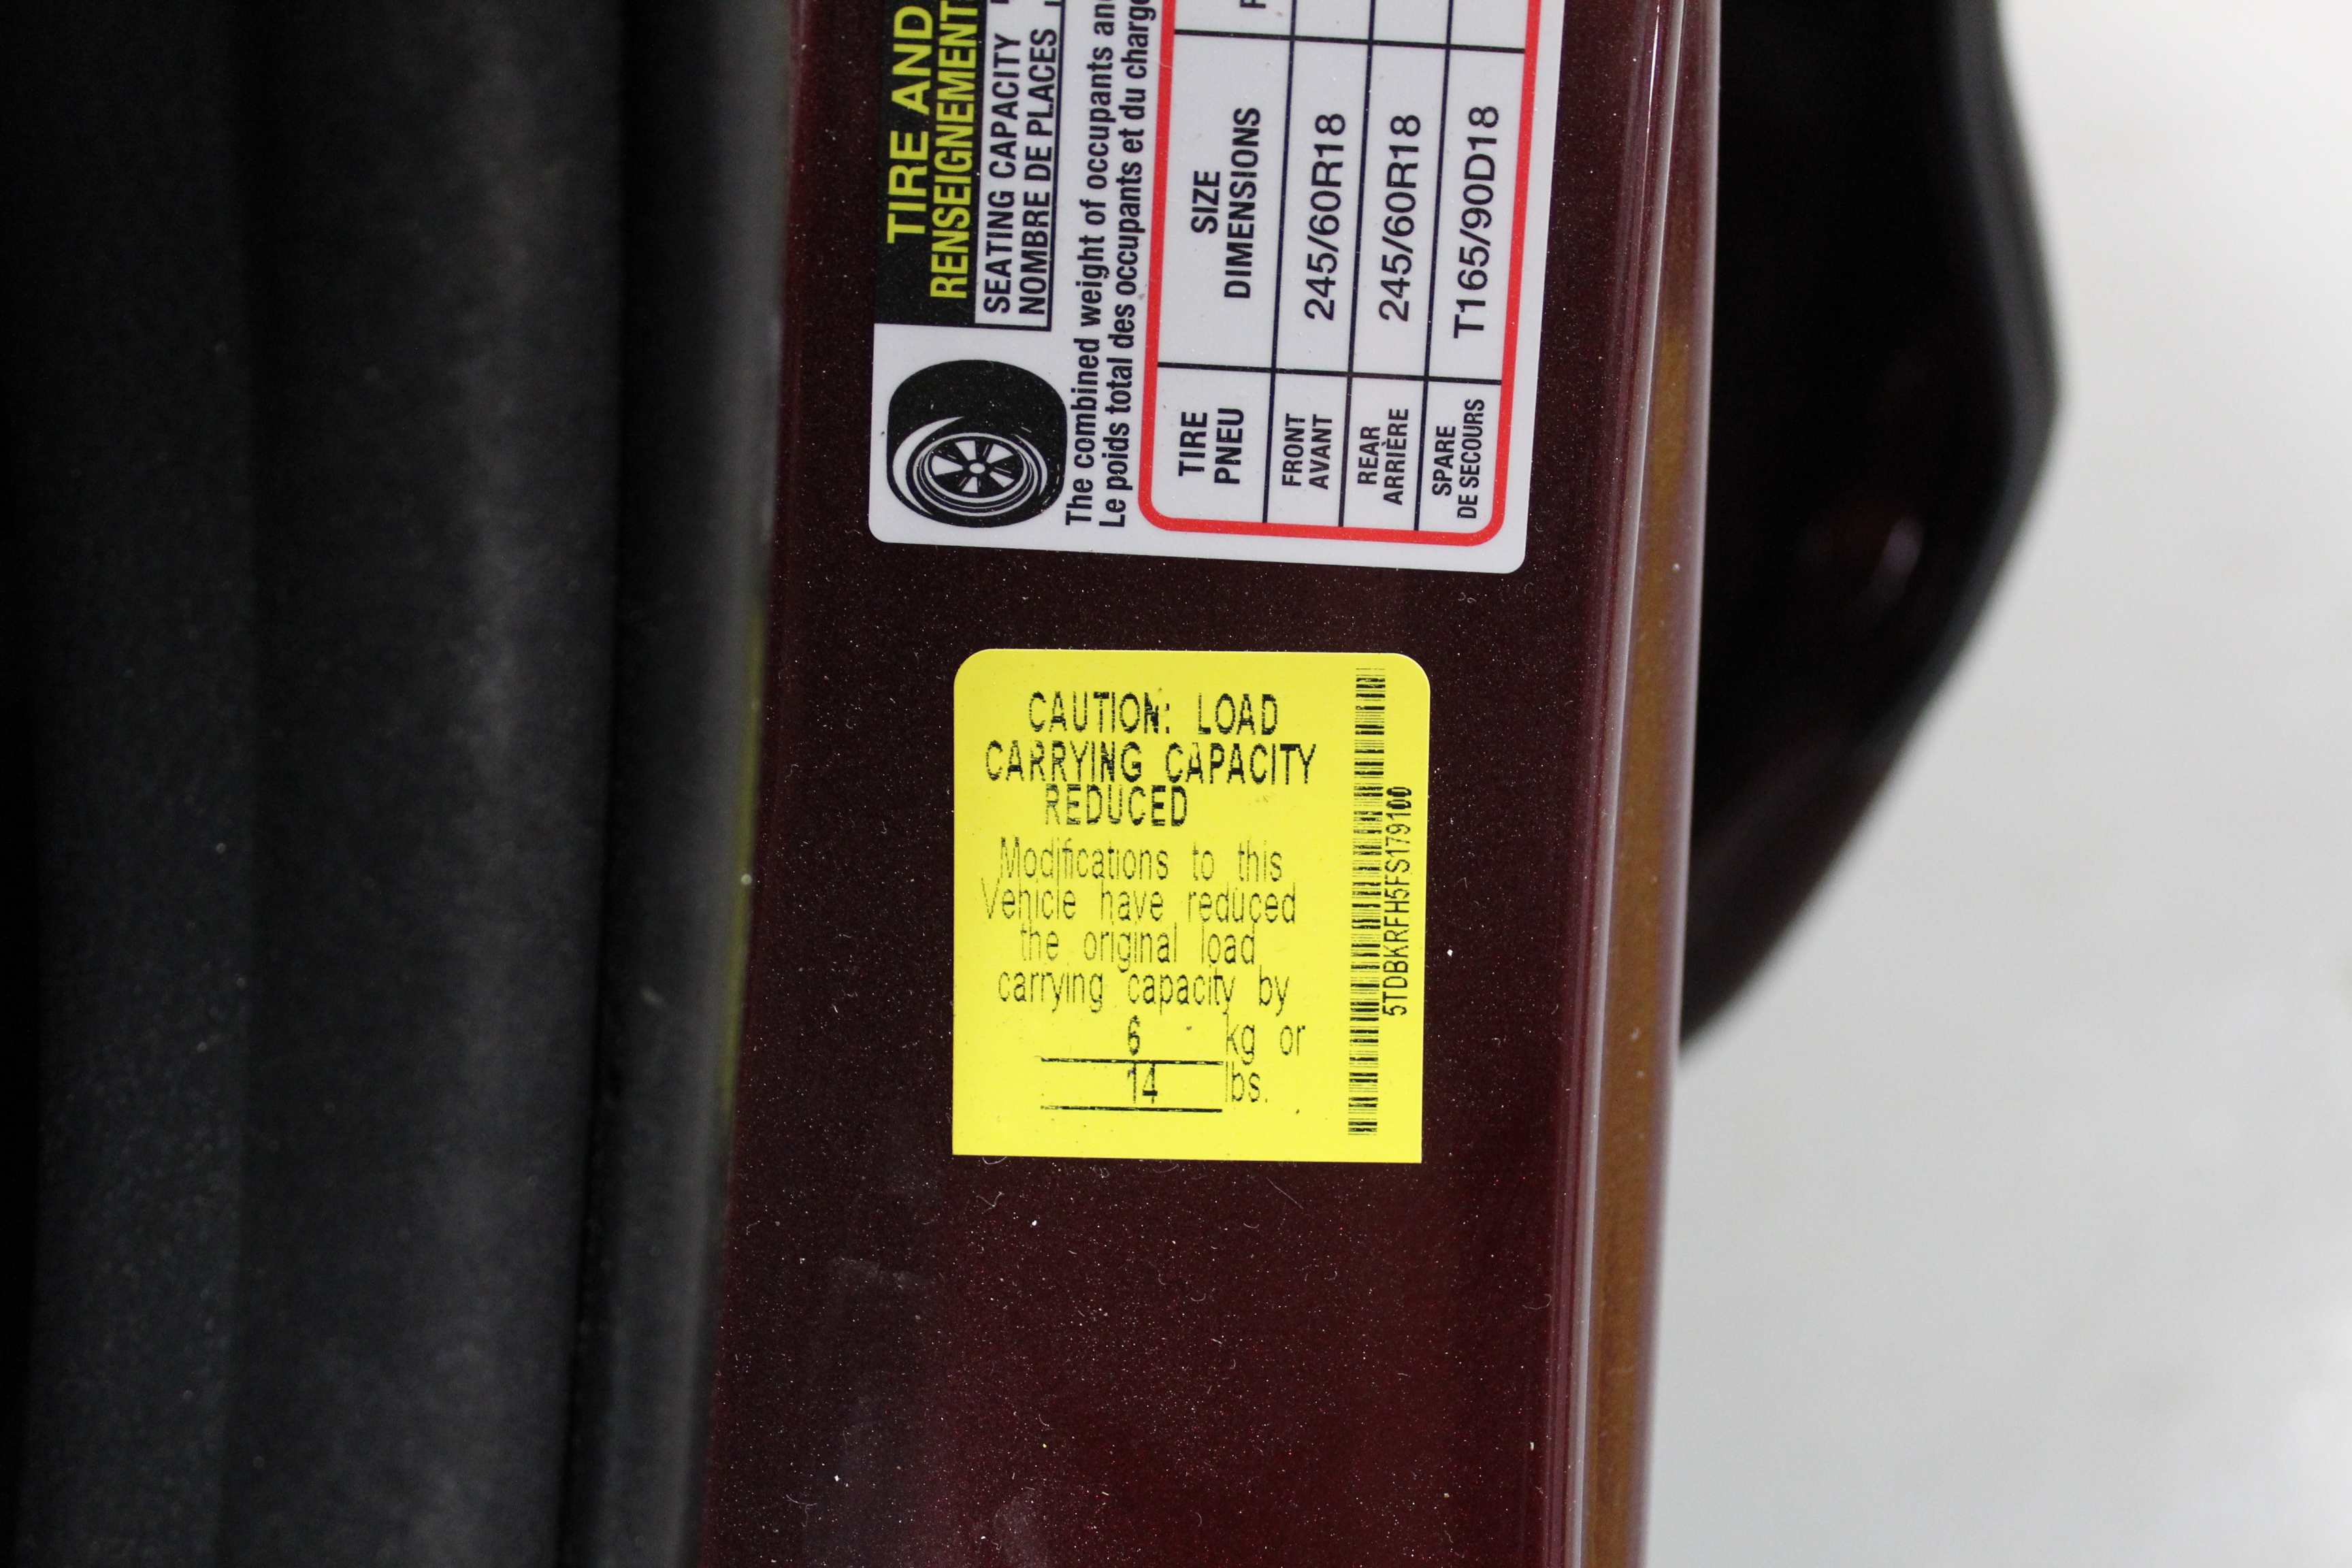 TIRE AND
RENSEIGNEMENT
SEATING CAPACITY
NOMBRE DE PLACES
The combined weight of occupants and
Le poids total des occupants et du charge
TIRE SIZE
PNEU DIMENSIONS
FRONT
AVANT 245/60R18
REAR
ARRIÈRE 245/60R18
SPARE
DE SECOURS T165/90D18
CAUTION: LOAD
CARRYING CAPACITY
REDUCED
Modifications to this
Vehicle have reduced
the original load
carrying capacity by
6 kg or
14 lbs.
5TDBKRFH5FS179100